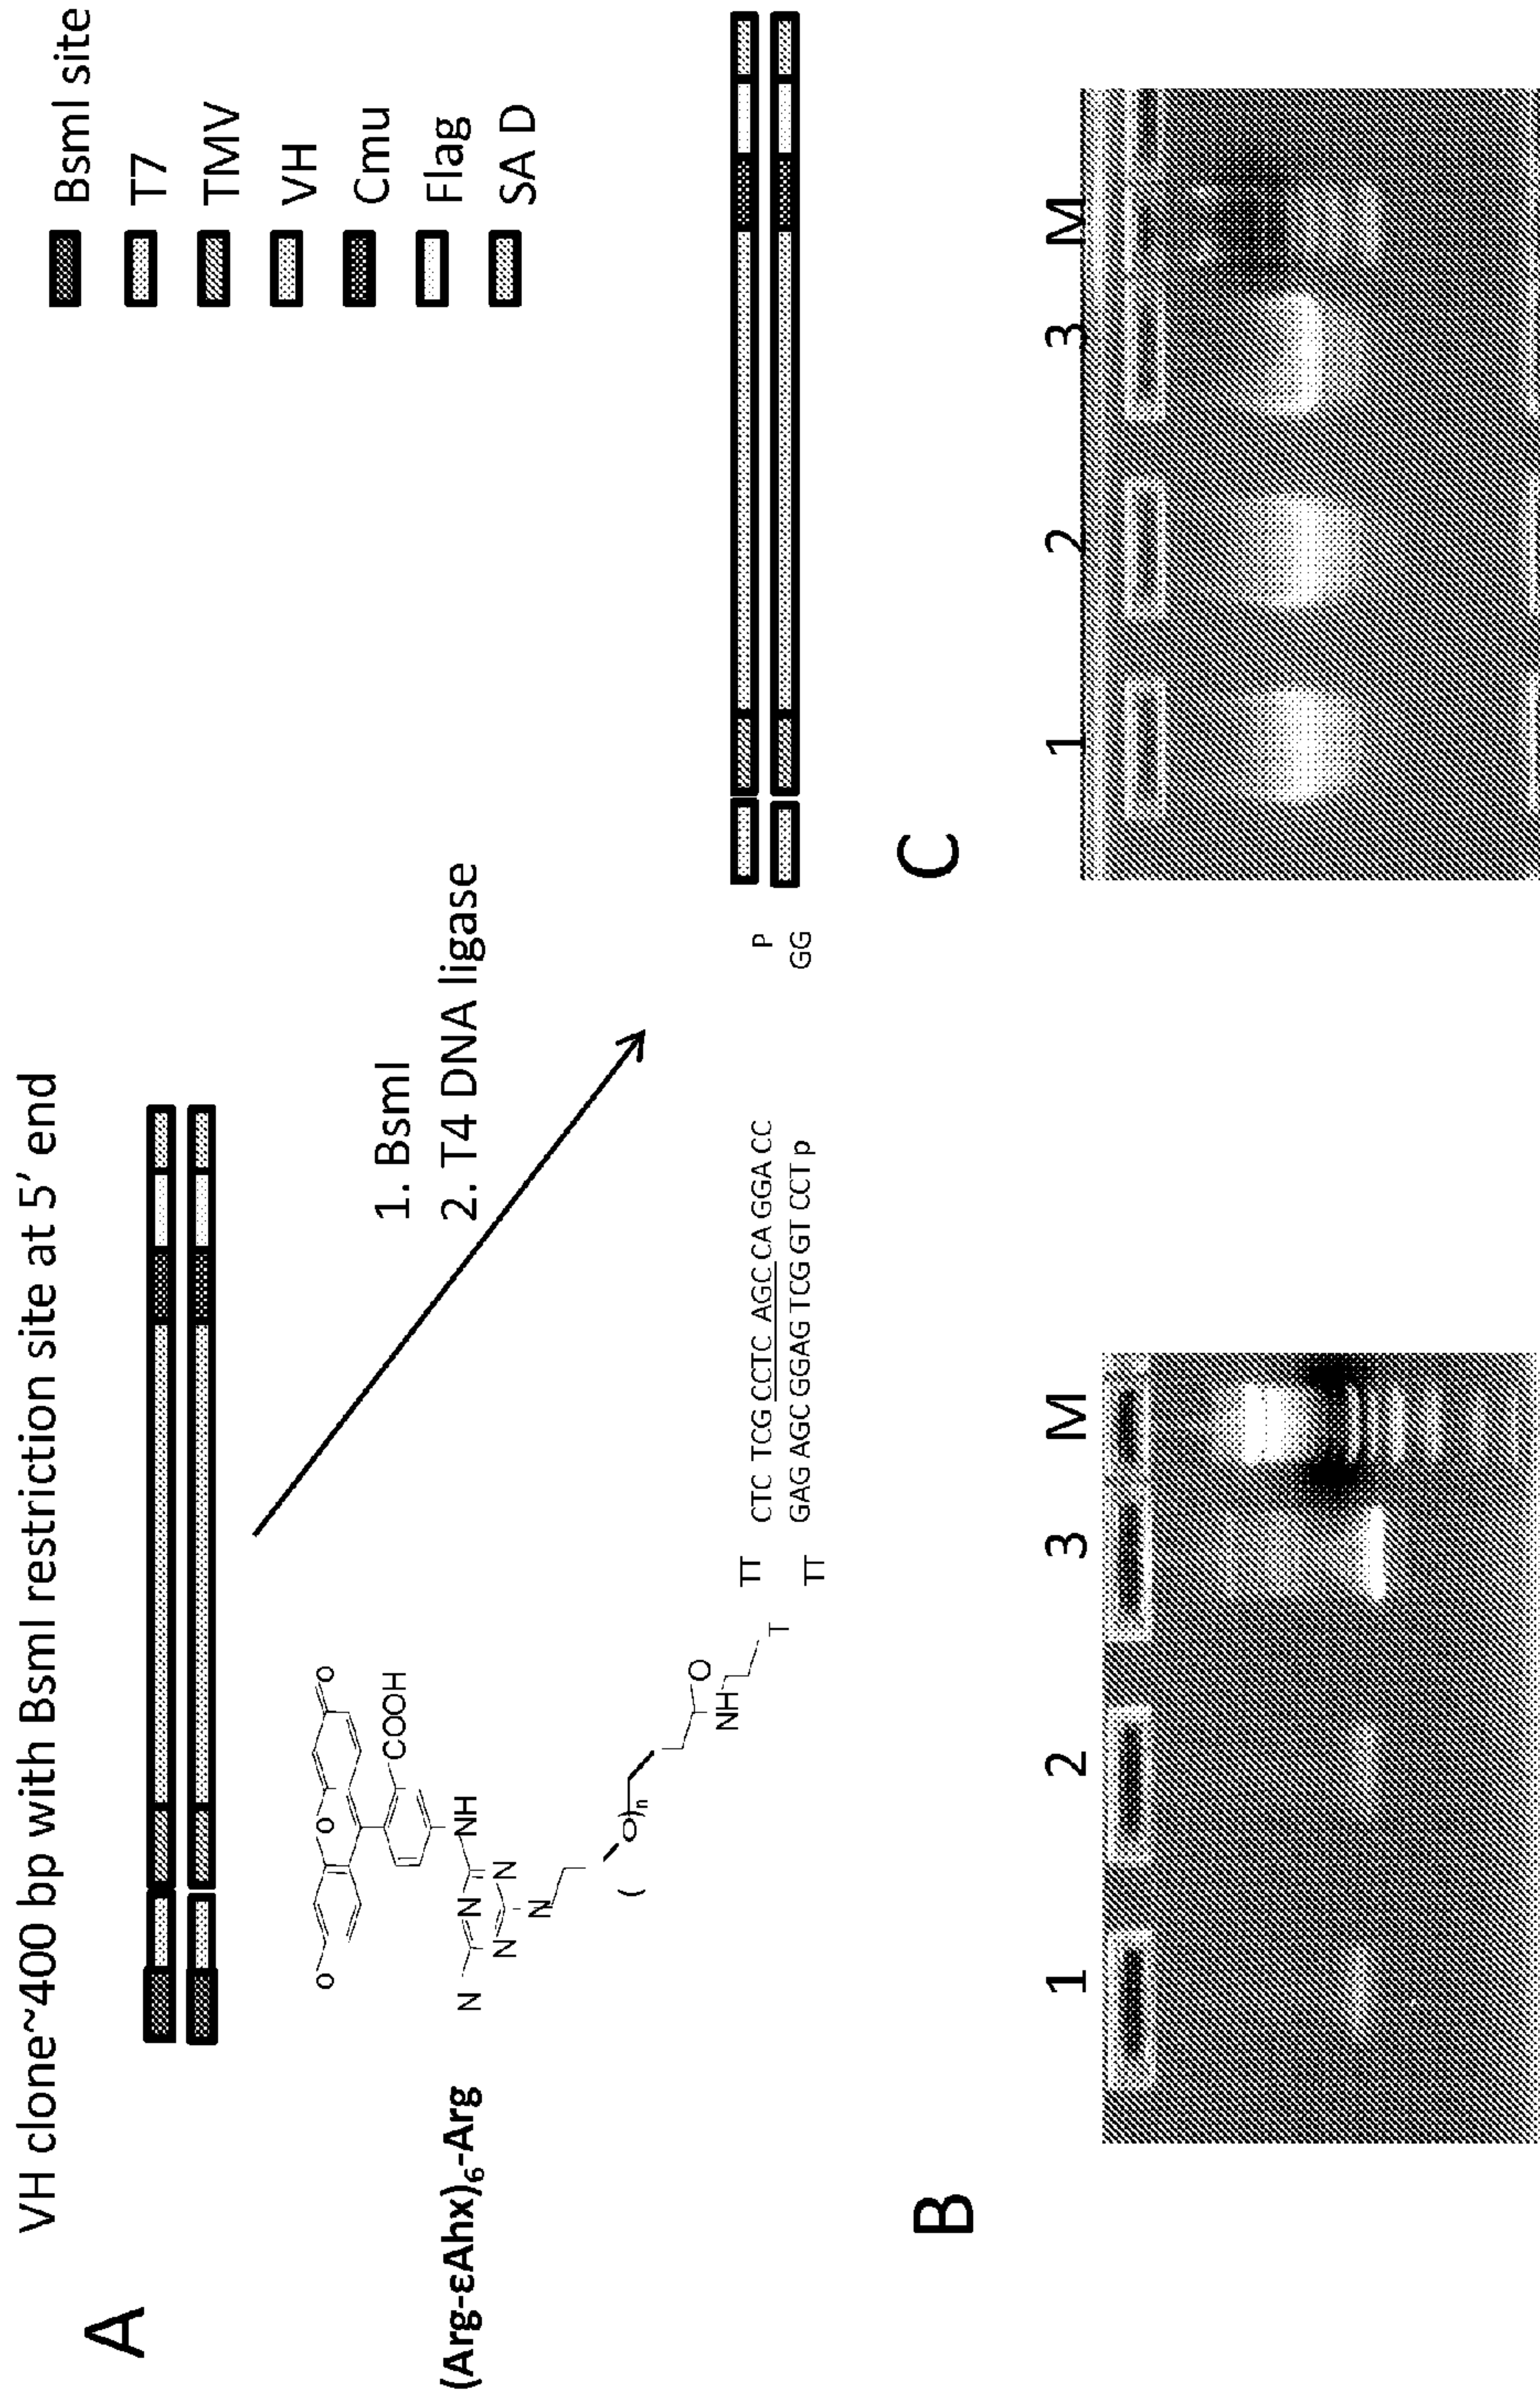 A
VH clone~400 bp with BsmI restriction site at 5' end
BsmI site
T7
TMV
VH
Cmu
Flag
SA D
1. BsmI
2. T4 DNA ligase
(Arg-εAhx)6-Arg
O
O
O
COOH
NH
N
N
N
N
N
N
(
O)n
O
NH
T
TT CTC TCG CCTC AGC CA GGA CC
TT GAG AGC GGAG TCG GT CCT p
P
GG
B
1 2 3 M
C
1 2 3 M